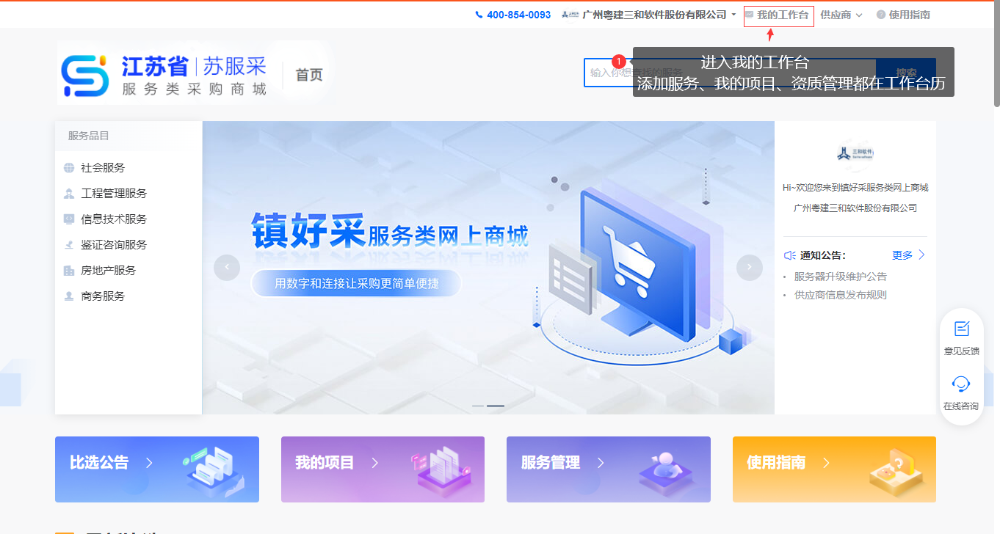 400-854-0093 广州粤建三和软件股份有限公司 我的工作台 供应商 使用指南
江苏省 苏服采
服务类采购商城
首页
1
输入你想查找的服务 搜索
进入我的工作台
添加服务、我的项目、资质管理都在工作台历
服务品目
社会服务
工程管理服务
信息技术服务
鉴证咨询服务
房地产服务
商务服务
镇好采服务类网上商城
用数字和连接让采购更简单便捷
三和软件
Hi~欢迎您来到镇好采服务类网上商城
广州粤建三和软件股份有限公司
通知公告: 更多
服务器升级维护公告
供应商信息发布规则
意见反馈
在线咨询
比选公告 我的项目 服务管理 使用指南